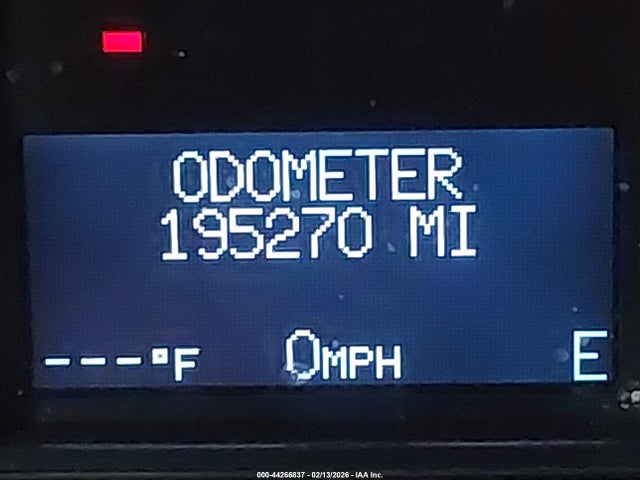 ODOMETER
195270 MI
---°F 0MPH E
000-44266837 - 02/13/2026 - IAA Inc.